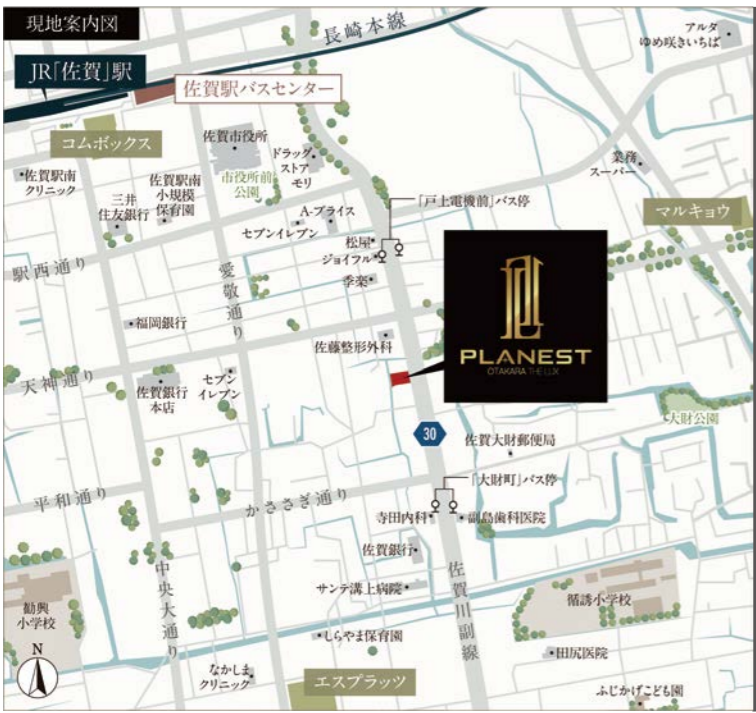 現地案内図
長崎本線
アルタ
ゆめ咲きいちば
JR「佐賀」駅
佐賀駅バスセンター
コムボックス
佐賀市役所
ドラッグ
ストア
モリ
市役所前
公園
業務
スーパー
佐賀駅南
クリニック
三井
住友銀行
佐賀駅南
小規模
保育園
A-プライス
セブンイレブン
「戸上電機前」バス停
マルキョウ
松屋
ジョイフル
季楽
駅西通り
愛敬通り
福岡銀行
佐藤整形外科
PLANEST
OTAKARA THE LUX
天神通り
佐賀銀行
本店
セブン
イレブン
大財公園
30
佐賀大財郵便局
「大財町」バス停
平和通り
かささぎ通り
寺田内科
副島歯科医院
佐賀銀行
中央大通り
佐賀川副線
サンテ溝上病院
循誘小学校
勧興
小学校
しらやま保育園
田尻医院
N
なかしま
クリニック
エスプラッツ
ふじかげこども園